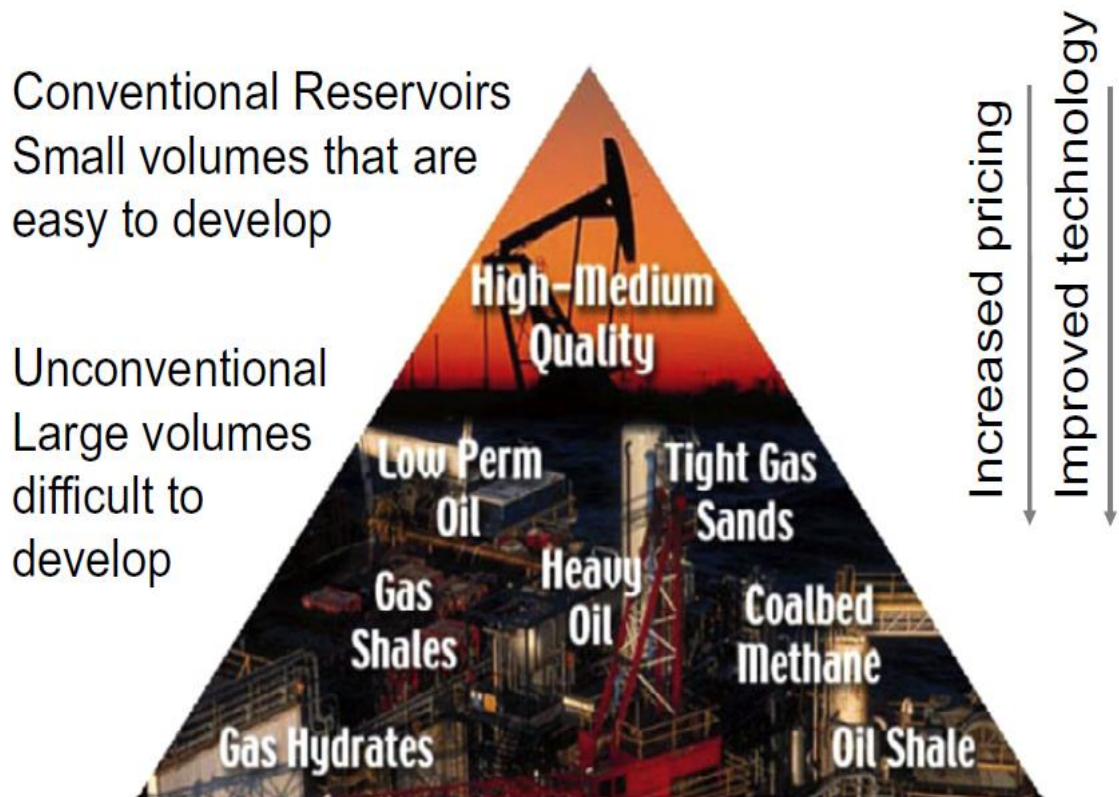 Conventional Reservoirs
Small volumes that are
easy to develop
Unconventional
Large volumes
difficult to
develop
High-Medium
Quality
Low Perm
Oil
Tight Gas
Sands
Heavy
Oil
Gas
Shales
Coalbed
Methane
Gas Hydrates
Oil Shale
Increased pricing
Improved technology